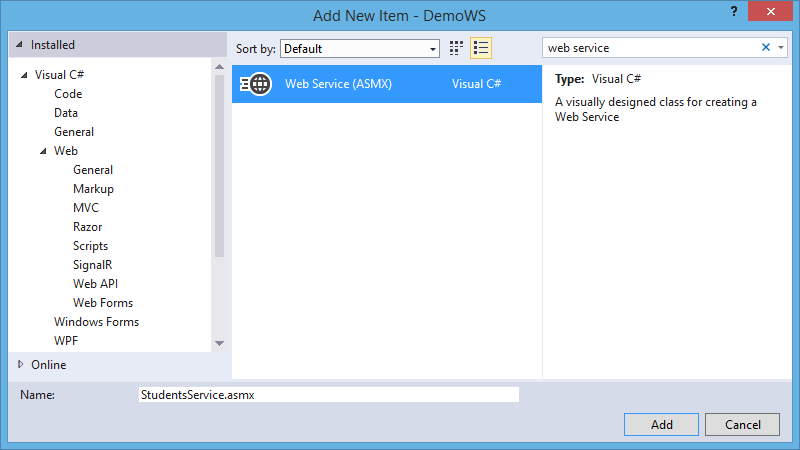 Add New Item - DemoWS
?
Installed
Sort by: Default
web service
Visual C#
Code
Data
General
Web
General
Markup
MVC
Razor
Scripts
SignalR
Web API
Web Forms
Windows Forms
WPF
Online
Web Service (ASMX) Visual C#
Type: Visual C#
A visually designed class for creating a
Web Service
Name: StudentsService.asmx
Add Cancel